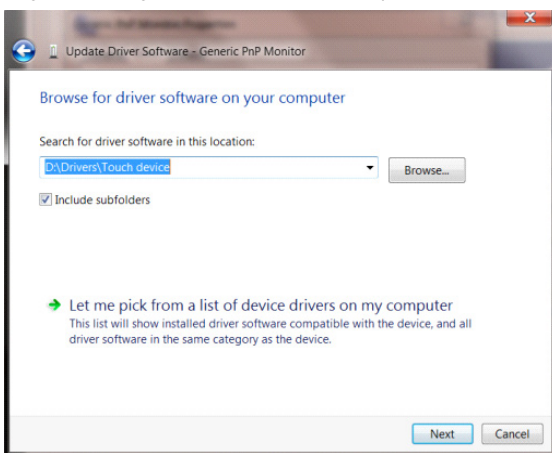 Update Driver Software - Generic PnP Monitor
Browse for driver software on your computer
Search for driver software in this location:
D:\Drivers\Touch device
Browse...
Include subfolders
Let me pick from a list of device drivers on my computer
This list will show installed driver software compatible with the device, and all
driver software in the same category as the device.
Next
Cancel